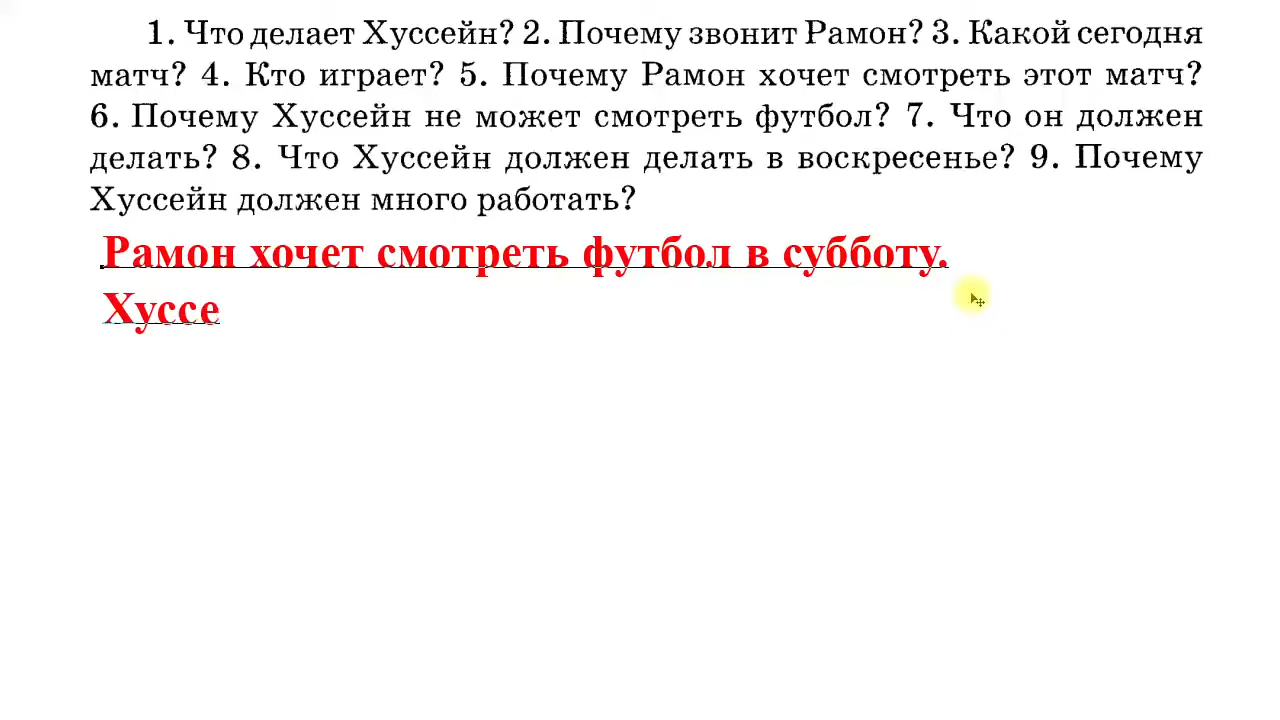 1. Что делает Хуссейн? 2. Почему звонит Рамон? 3. Какой сегодня
матч? 4. Кто играет? 5. Почему Рамон хочет смотреть этот матч?
6. Почему Хуссейн не может смотреть футбол? 7. Что он должен
делать? 8. Что Хуссейн должен делать в воскресенье? 9. Почему
Хуссейн должен много работать?
Рамон хочет смотреть футбол в субботу.
Хуссе